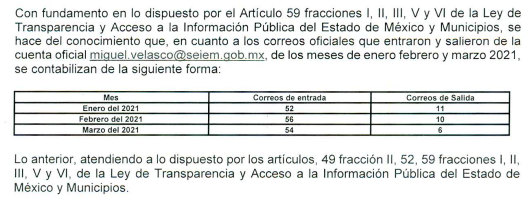 Con fundamento en lo dispuesto por el Artículo 59 fracciones I, II, III, V y VI de la Ley de
Transparencia y Acceso a la Información Pública del Estado de México y Municipios, se
hace del conocimiento que, en cuanto a los correos oficiales que entraron y salieron de la
cuenta oficial miguel.velasco@seiem.gob.mx, de los meses de enero febrero y marzo 2021,
se contabilizan de la siguiente forma:
Mes Correos de entrada Correos de Salida
Enero del 2021 52 11
Febrero del 2021 56 10
Marzo del 2021 54 6
Lo anterior, atendiendo a lo dispuesto por los artículos, 49 fracción II, 52, 59 fracciones I, II,
III, V y VI, de la Ley de Transparencia y Acceso a la Información Pública del Estado de
México y Municipios.